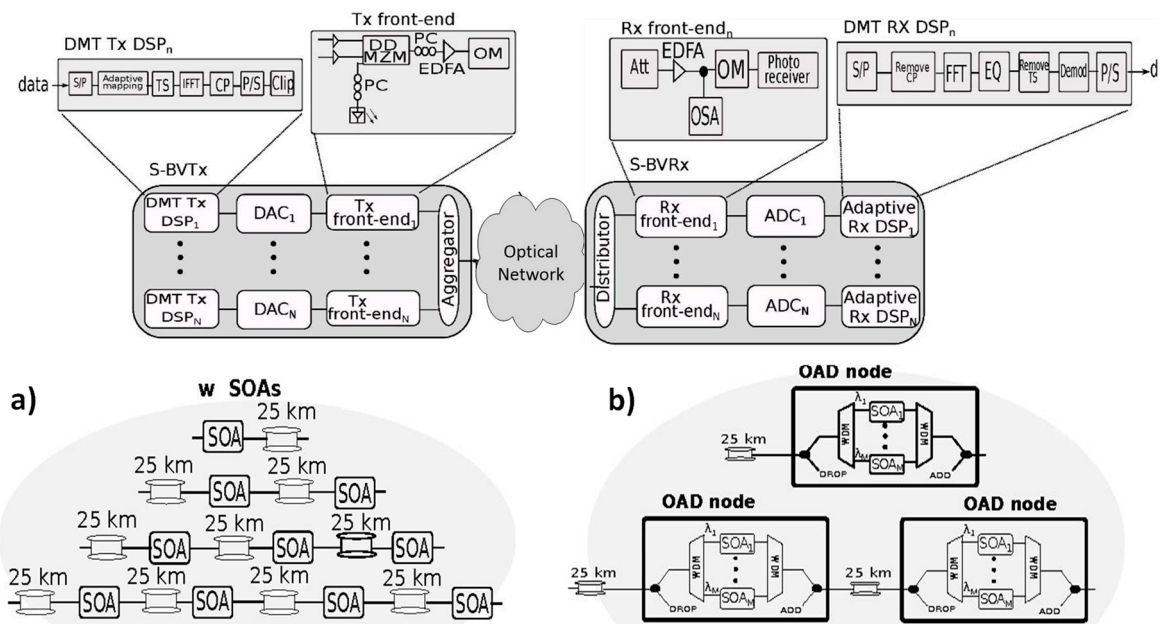 DMT Tx DSPn
data
S/P
Adaptive
mapping
TS
IFFT
CP
P/S
Clip
Tx front-end
DD
MZM
PC
EDFA
OM
PC
Rx front-endn
Att
EDFA
OM
Photo
receiver
OSA
DMT RX DSPn
S/P
Remove
CP
FFT
EQ
Remove
TS
Demod
P/S
d
S-BVTx
DMT Tx
DSP1
DAC1
Tx
front-end1
DMT Tx
DSPN
DACN
Tx
front-endN
Aggregator
Optical
Network
S-BVRx
Distributor
Rx
front-end1
ADC1
Adaptive
Rx DSP1
Rx
front-endN
ADCN
Adaptive
Rx DSPN
a)
w SOAs
25 km
SOA
25 km
25 km
SOA
SOA
25 km
25 km
25 km
SOA
SOA
SOA
25 km
25 km
25 km
25 km
SOA
SOA
SOA
SOA
b)
OAD node
25 km
DROP
WDM
λ1
SOA1
λM
SOAM
WDM
ADD
OAD node
25 km
DROP
WDM
λ1
SOA1
λM
SOAM
WDM
ADD
OAD node
25 km
DROP
WDM
λ1
SOA1
λM
SOAM
WDM
ADD